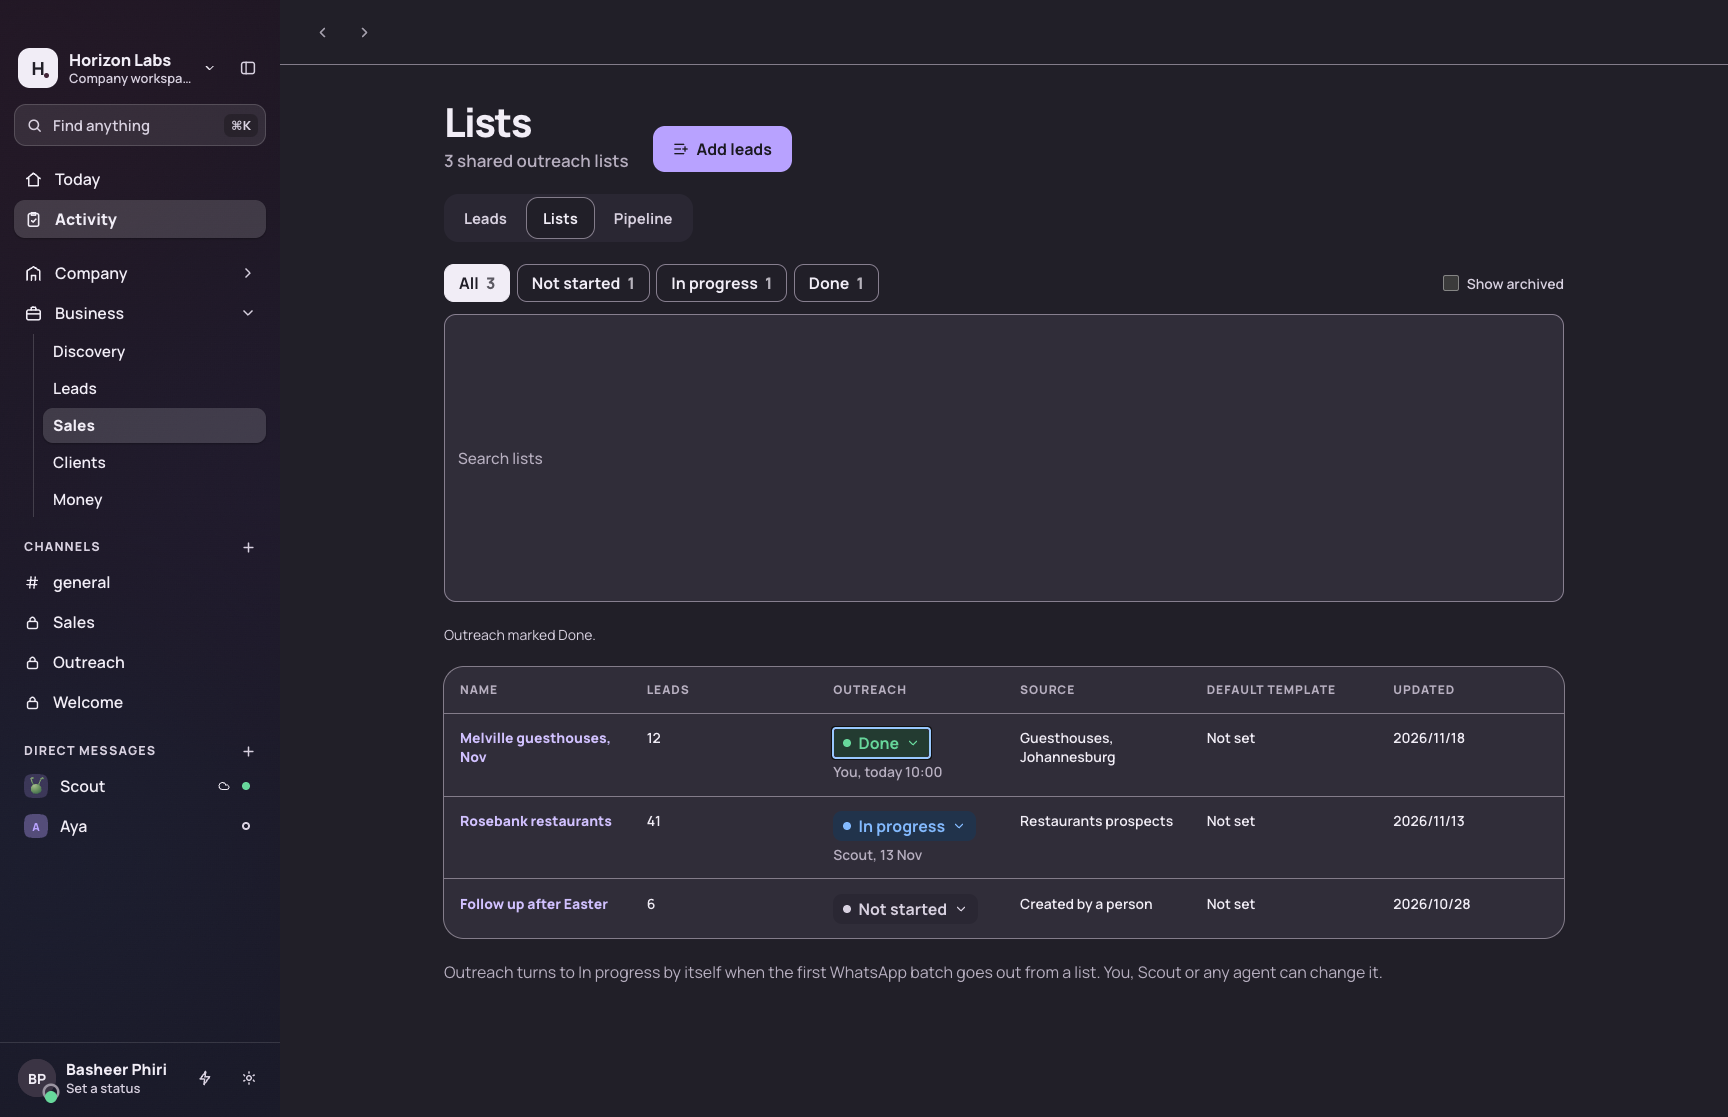 H.
Horizon Labs
Company workspa...
Find anything
⌘K
Today
Activity
Company
Business
Discovery
Leads
Sales
Clients
Money
CHANNELS
general
Sales
Outreach
Welcome
DIRECT MESSAGES
Scout
A
Aya
BP
Basheer Phiri
Set a status
Lists
3 shared outreach lists
Add leads
Leads
Lists
Pipeline
All 3
Not started 1
In progress 1
Done 1
Show archived
Search lists
Outreach marked Done.
NAME LEADS OUTREACH SOURCE DEFAULT TEMPLATE UPDATED
Melville guesthouses,
Nov
12
Done
You, today 10:00
Guesthouses,
Johannesburg
Not set
2026/11/18
Rosebank restaurants
41
In progress
Scout, 13 Nov
Restaurants prospects
Not set
2026/11/13
Follow up after Easter
6
Not started
Created by a person
Not set
2026/10/28
Outreach turns to In progress by itself when the first WhatsApp batch goes out from a list. You, Scout or any agent can change it.